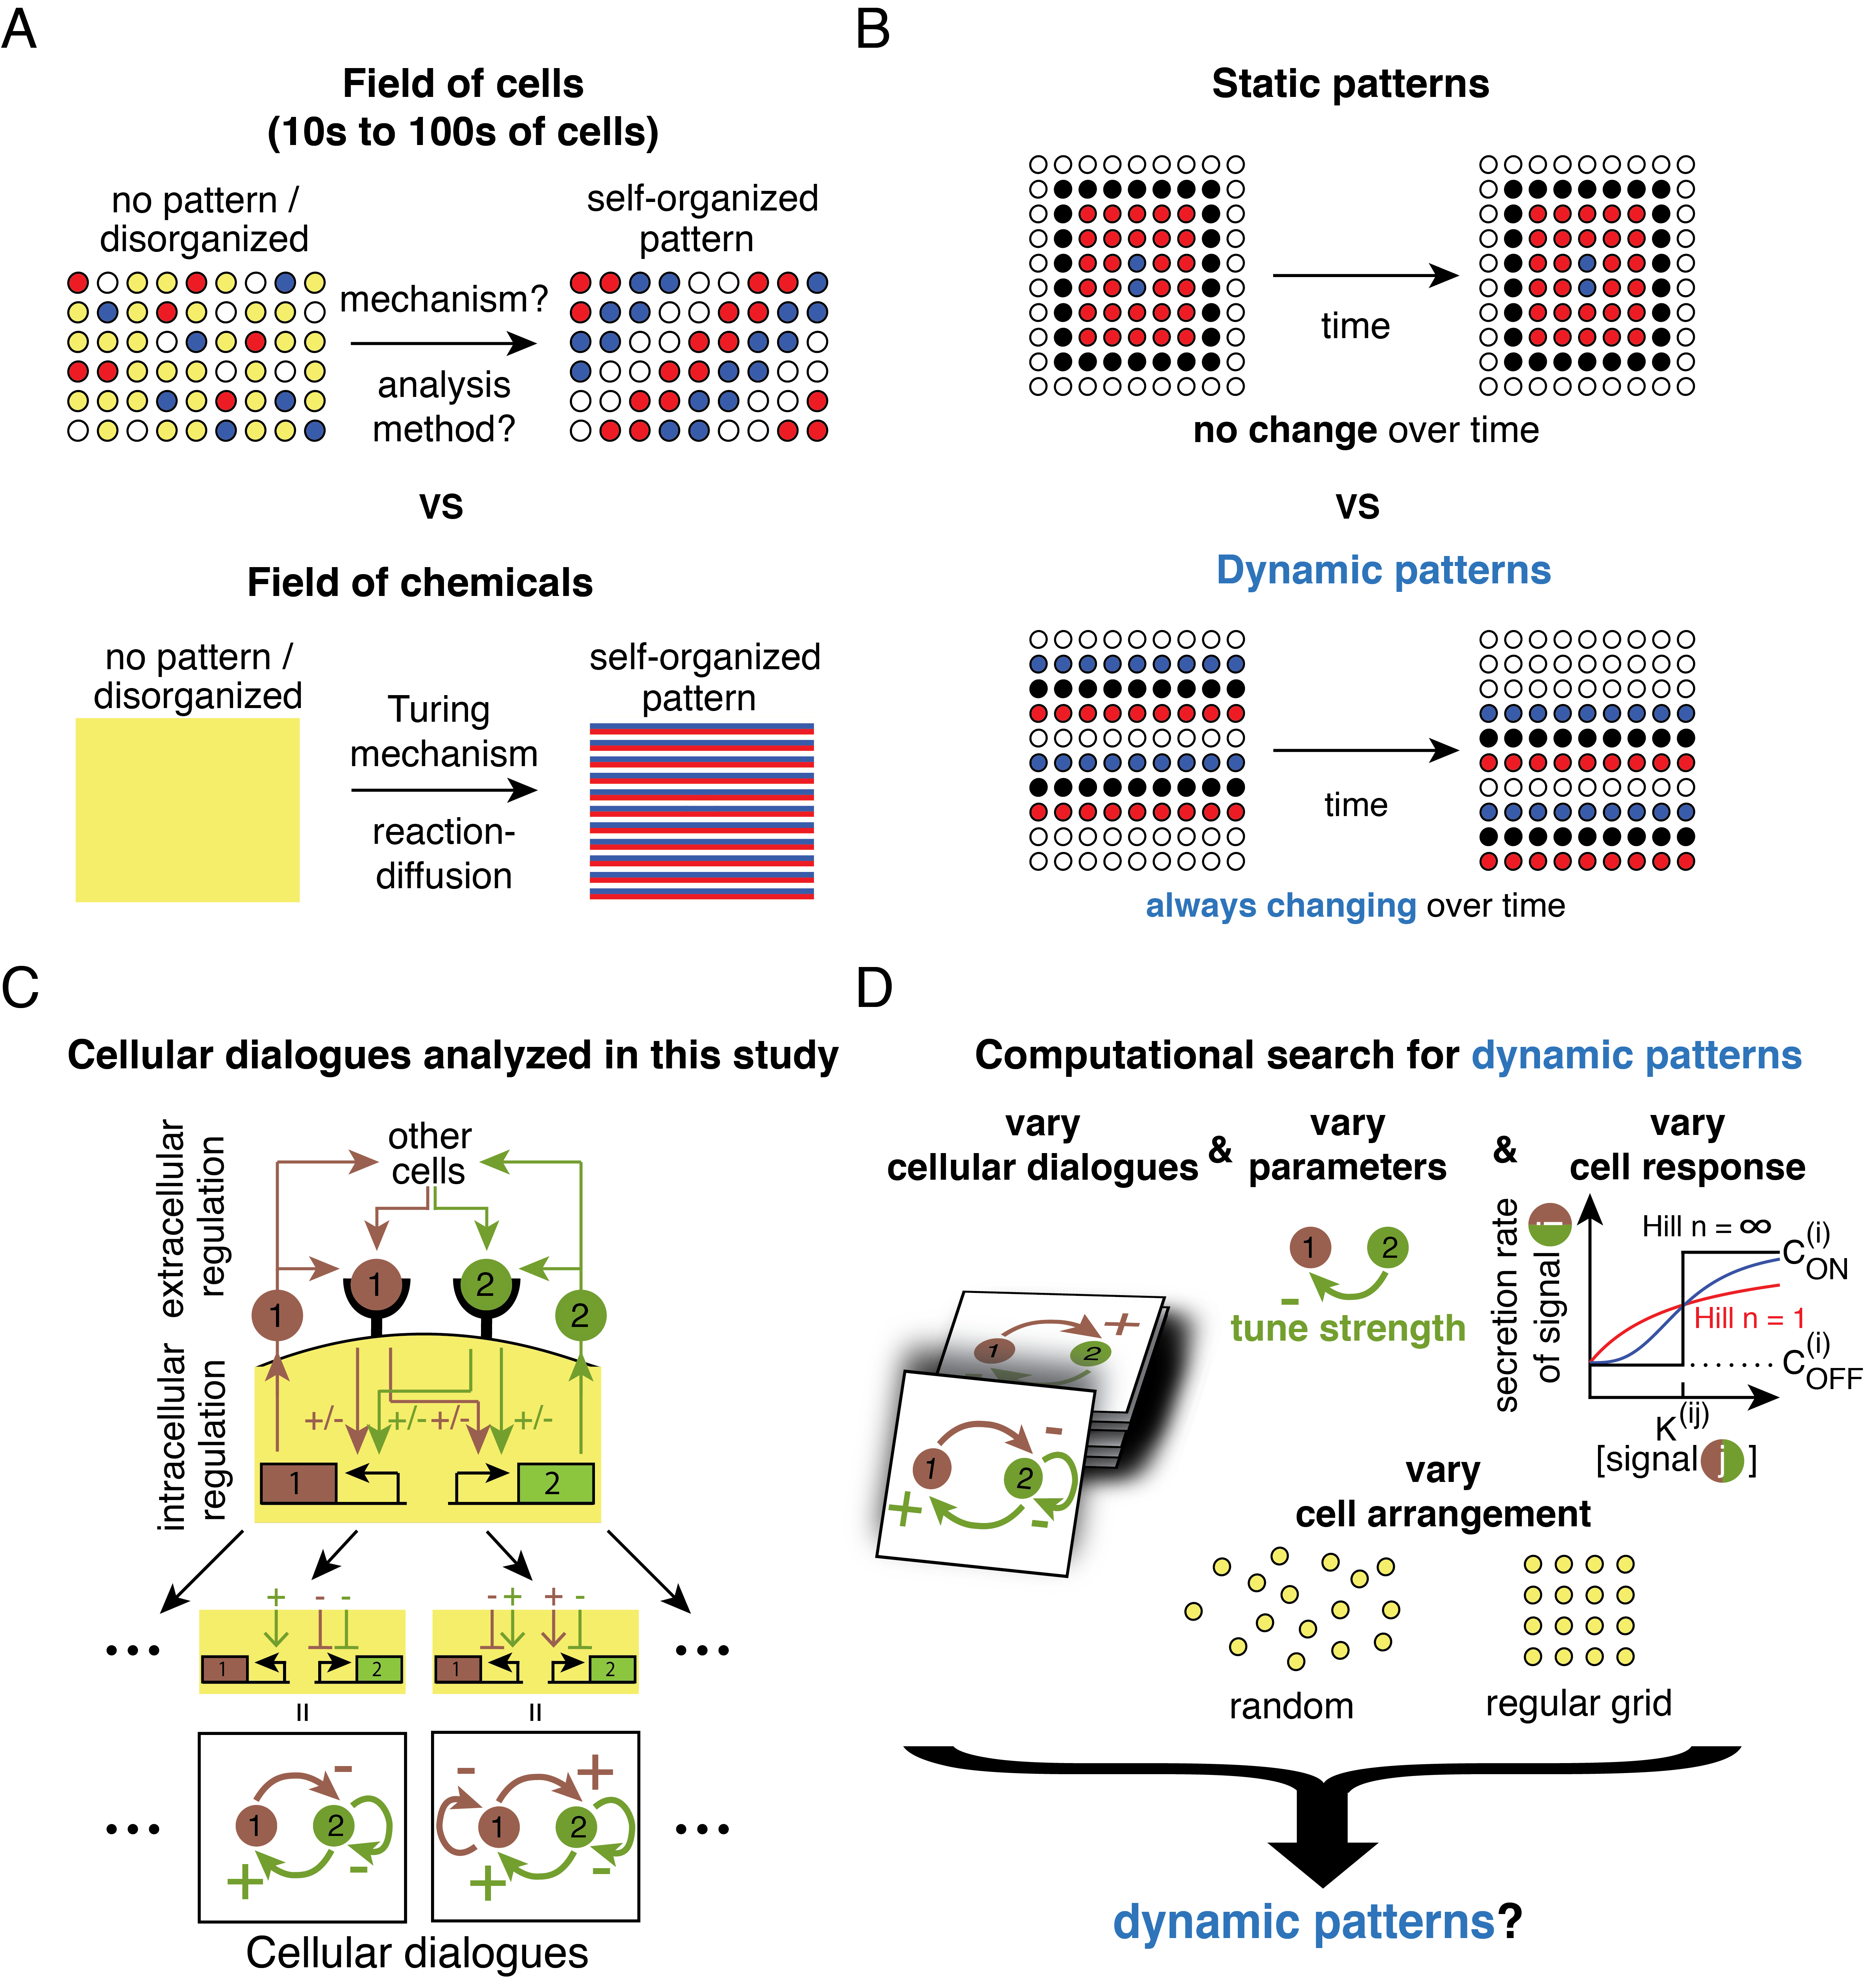 A
Field of cells
(10s to 100s of cells)
no pattern /
disorganized
mechanism?
analysis
method?
self-organized
pattern
vs
Field of chemicals
no pattern /
disorganized
Turing
mechanism
reaction-
diffusion
self-organized
pattern
B
Static patterns
time
no change over time
vs
Dynamic patterns
time
always changing over time
C
Cellular dialogues analyzed in this study
extracellular
regulation
intracellular
regulation
other
cells
1
2
1
2
+/-
+/-
+/-
+/-
1
2
+ - -
- + + -
1
2
1
2
=
=
•••
•••
1
2
-
+
-
-
1
2
+
+
-
•••
•••
Cellular dialogues
D
Computational search for dynamic patterns
vary
cellular dialogues
&
vary
parameters
&
vary
cell response
1
2
+
-
1
2
-
+
-
1
2
-
tune strength
secretion rate
of signal i
Hill n = ∞
C(i)ON
Hill n = 1
C(i)OFF
K(ij)
[signal j]
vary
cell arrangement
random
regular grid
dynamic patterns?